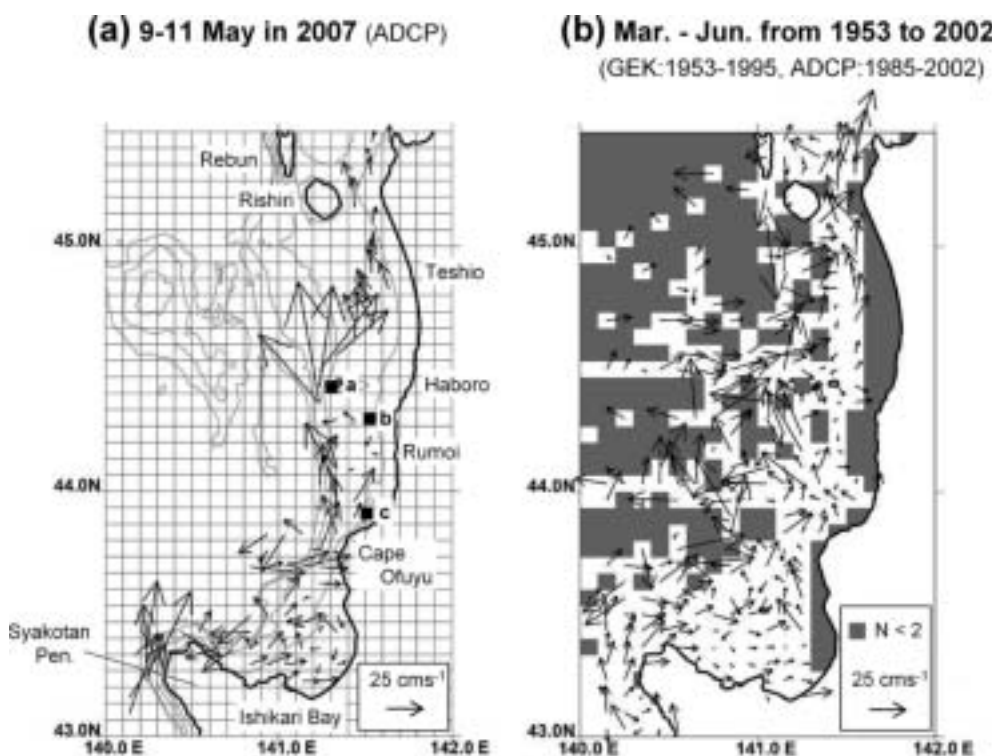 (a) 9-11 May in 2007 (ADCP)
(b) Mar. - Jun. from 1953 to 2002
(GEK:1953-1995, ADCP:1985-2002)
Rebun
Rishin
45.0N
Teshio
a
Haboro
b
Rumoi
44.0N
c
Cape
Ofuyu
Syakotan
Pen.
25 cms-1
Ishikari Bay
43.0N
140.0 E
141.0 E
142.0 E
45.0N
44.0N
N < 2
25 cms-1
43.0N
140.0 E
141.0 E
142.0 E